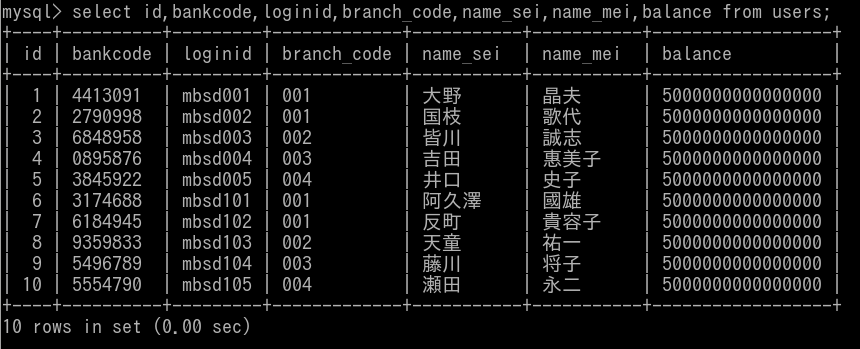 mysql> select id,bankcode,loginid,branch_code,name_sei,name_mei,balance from users;
+----+----------+---------+-------------+----------+----------+------------------+
| id | bankcode | loginid | branch_code | name_sei | name_mei | balance          |
+----+----------+---------+-------------+----------+----------+------------------+
|  1 | 4413091  | mbsd001 | 001         | 大野     |晶夫     | 5000000000000000 |
|  2 | 2790998  | mbsd002 | 001         | 国枝     | 歌代     | 5000000000000000 |
|  3 | 6848958  | mbsd003 | 002         | 皆川     | 誠志     | 5000000000000000 |
|  4 | 0895876  | mbsd004 | 003         | 吉田     | 惠美子   | 5000000000000000 |
|  5 | 3845922  | mbsd005 | 004         | 井口     | 史子     | 5000000000000000 |
|  6 | 3174688  | mbsd101 | 001         | 阿久澤   | 國雄     | 5000000000000000 |
|  7 | 6184945  | mbsd102 | 001         | 反町     | 貴容子   | 5000000000000000 |
|  8 | 9359833  | mbsd103 | 002         | 天童     | 祐一     | 5000000000000000 |
|  9 | 5496789  | mbsd104 | 003         | 藤川     | 将子     | 5000000000000000 |
| 10 | 5554790  | mbsd105 | 004         | 瀬田     | 永二     | 5000000000000000 |
+----+----------+---------+-------------+----------+----------+------------------+
10 rows in set (0.00 sec)